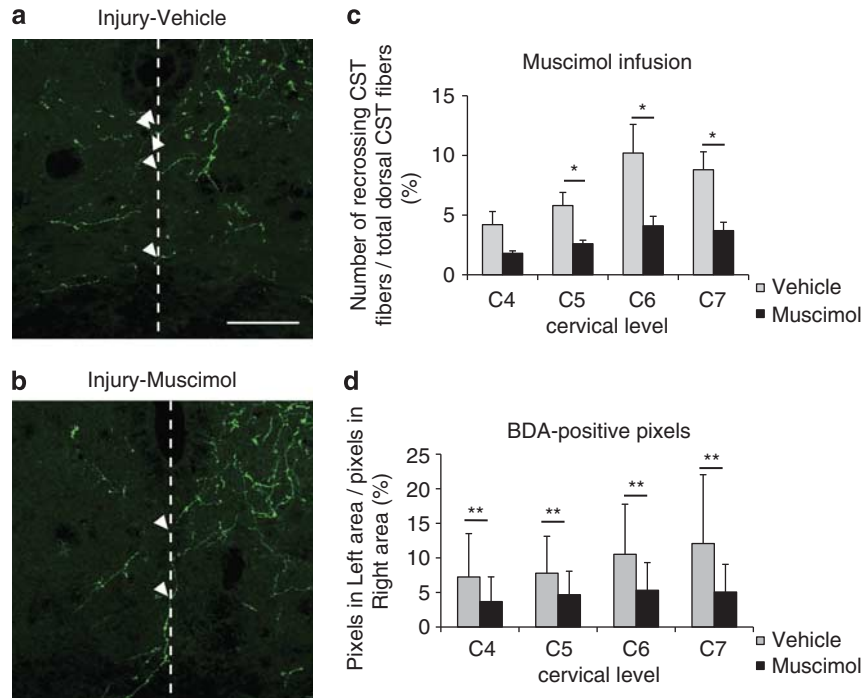 a
Injury-Vehicle
b
Injury-Muscimol
c
Muscimol infusion
Number of recrossing CST
fibers / total dorsal CST fibers
(%)
15
10
5
0
*
*
*
C4 C5 C6 C7
cervical level
Vehicle
Muscimol
d
BDA-positive pixels
Pixels in Left area / pixels in
Right area (%)
25
20
15
10
5
0
** ** ** **
C4 C5 C6 C7
cervical level
Vehicle
Muscimol